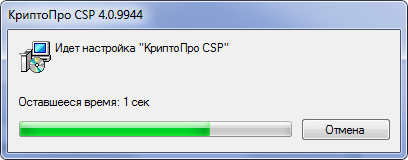 КриптоПро CSP 4.0.9944
Идет настройка "КриптоПро CSP"
Оставшееся время: 1 сек
Отмена